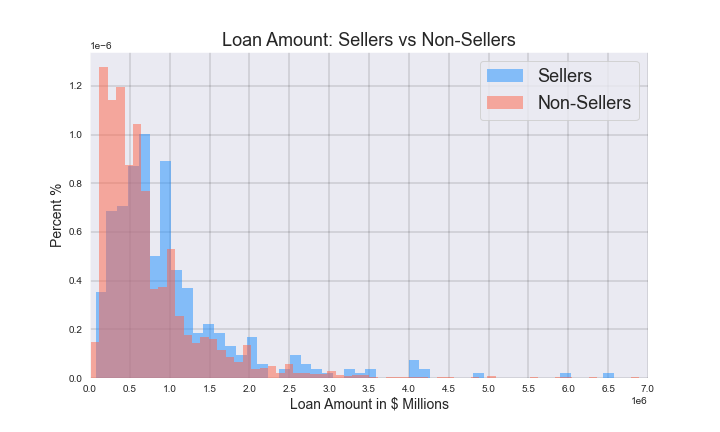 Loan Amount: Sellers vs Non-Sellers
1e−6
Sellers
Non-Sellers
Percent %
1.2
1.0
0.8
0.6
0.4
0.2
0.0
0.0 0.5 1.0 1.5 2.0 2.5 3.0 3.5 4.0 4.5 5.0 5.5 6.0 6.5 7.0
1e6
Loan Amount in $ Millions